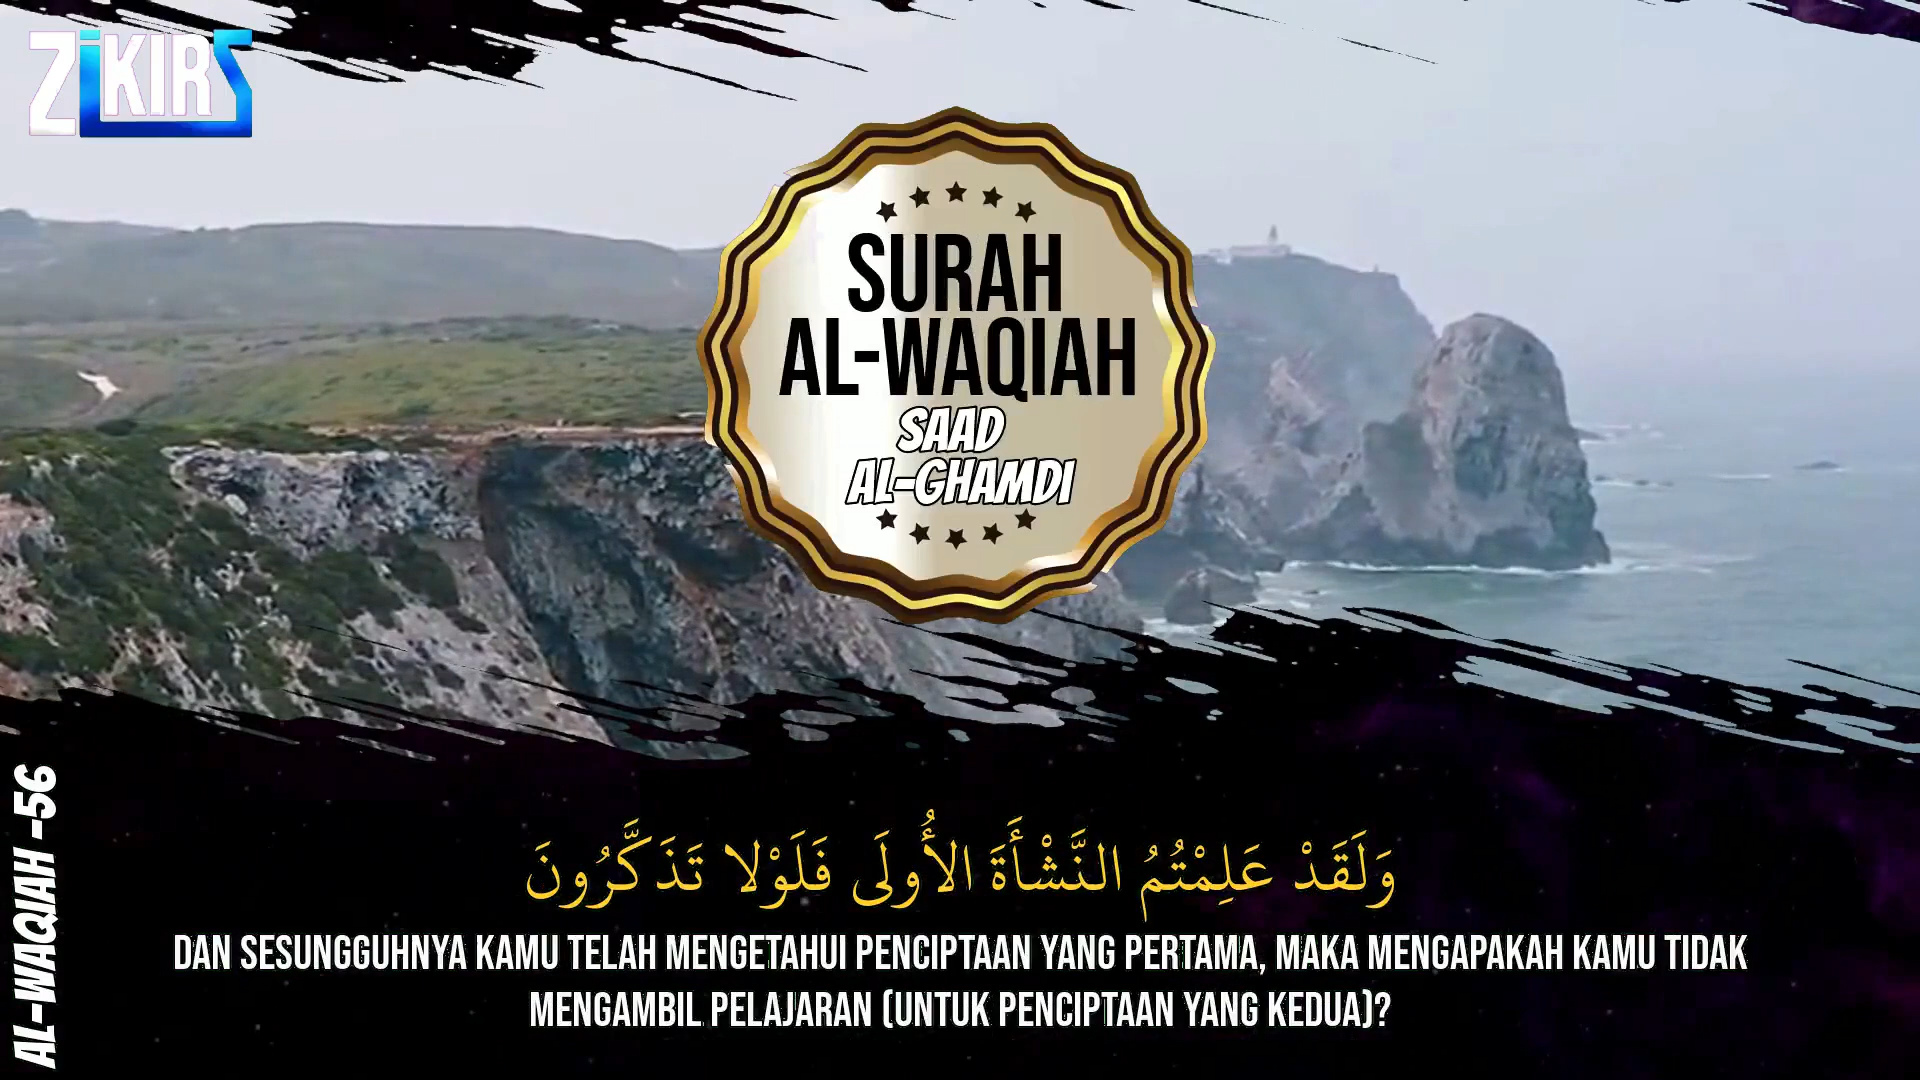 ZIKIRS
SURAH
AL-WAQIAH
SAAD
AL-GHAMDI
AL-WAQIAH -56
وَلَقَدْ عَلِمْتُمُ النَّشْأَةَ الأُولَى فَلَوْلا تَذَكَّرُونَ
DAN SESUNGGUHNYA KAMU TELAH MENGETAHUI PENCIPTAAN YANG PERTAMA, MAKA MENGAPAKAH KAMU TIDAK
MENGAMBIL PELAJARAN (UNTUK PENCIPTAAN YANG KEDUA)?